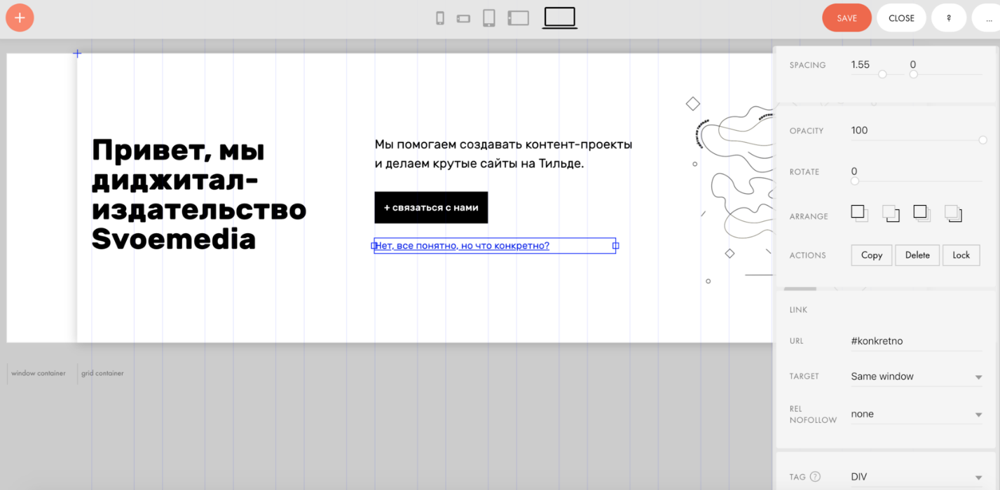 +
SAVE
CLOSE
?
...
SPACING
1.55
0
OPACITY
100
ROTATE
0
ARRANGE
ACTIONS
Copy
Delete
Lock
LINK
URL
#konkretno
TARGET
Same window
REL
NOFOLLOW
none
TAG ?
DIV
Привет, мы
диджитал-
издательство
Svoemedia
Мы помогаем создавать контент-проекты
и делаем крутые сайты на Тильде.
+ связаться с нами
Нет, все понятно, но что конкретно?
window container
grid container